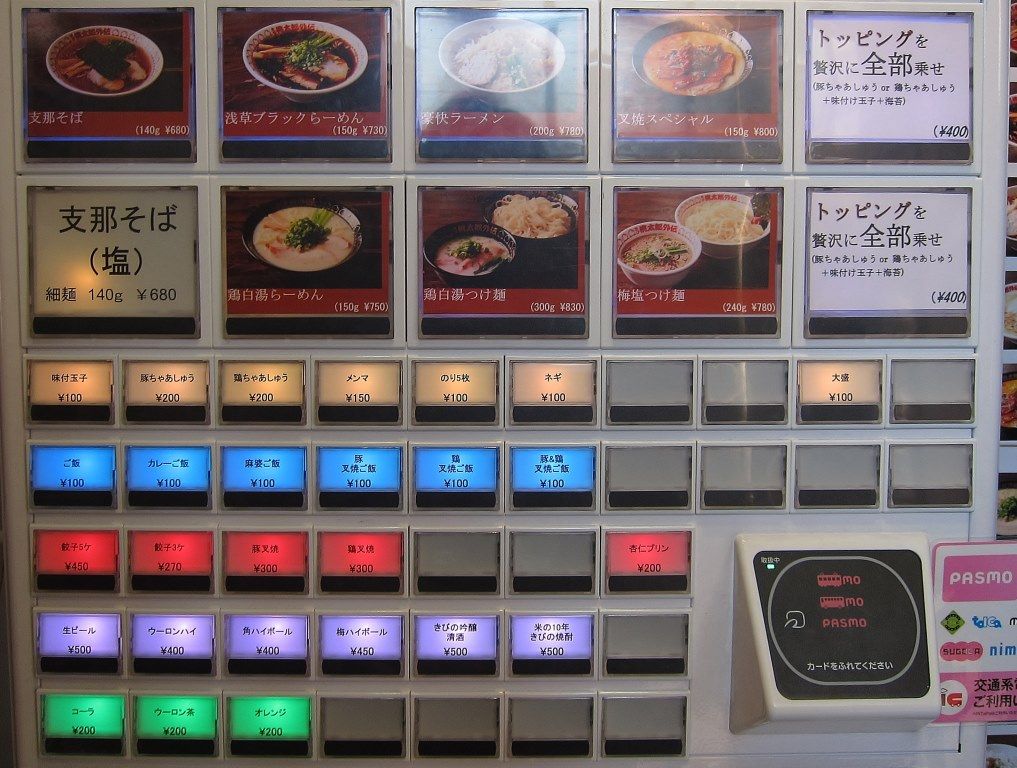 支那そば
(140g ¥680)
浅草ブラックらーめん
(150g ¥730)
豪快ラーメン
(200g ¥780)
叉焼スペシャル
(150g ¥800)
トッピングを
贅沢に全部乗せ
(豚ちゃあしゅう or 鶏ちゃあしゅう
+味付け玉子+海苔)
(¥400)
支那そば
(塩)
細麺 140g ¥680
鶏白湯らーめん
(150g ¥750)
鶏白湯つけ麺
(300g ¥830)
梅塩つけ麺
(240g ¥780)
トッピングを
贅沢に全部乗せ
(豚ちゃあしゅう or 鶏ちゃあしゅう
+味付け玉子+海苔)
(¥400)
味付玉子
¥100
豚ちゃあしゅう
¥200
鶏ちゃあしゅう
¥200
メンマ
¥150
のり5枚
¥100
ネギ
¥100
大盛
¥100
ご飯
¥100
カレーご飯
¥100
麻婆ご飯
¥100
豚
叉焼ご飯
¥100
鶏
叉焼ご飯
¥100
豚&鶏
叉焼ご飯
¥100
餃子5ケ
¥450
餃子3ケ
¥270
豚叉焼
¥300
鶏叉焼
¥300
杏仁プリン
¥200
生ビール
¥500
ウーロンハイ
¥400
角ハイボール
¥400
梅ハイボール
¥450
きびの吟醸
清酒
¥500
米の10年
きびの焼酎
¥500
コーラ
¥200
ウーロン茶
¥200
オレンジ
¥200
取扱中
MO
MO
PASMO
カードをふれてください
PASMO
SUGOCA
nim
交通系
ご利用